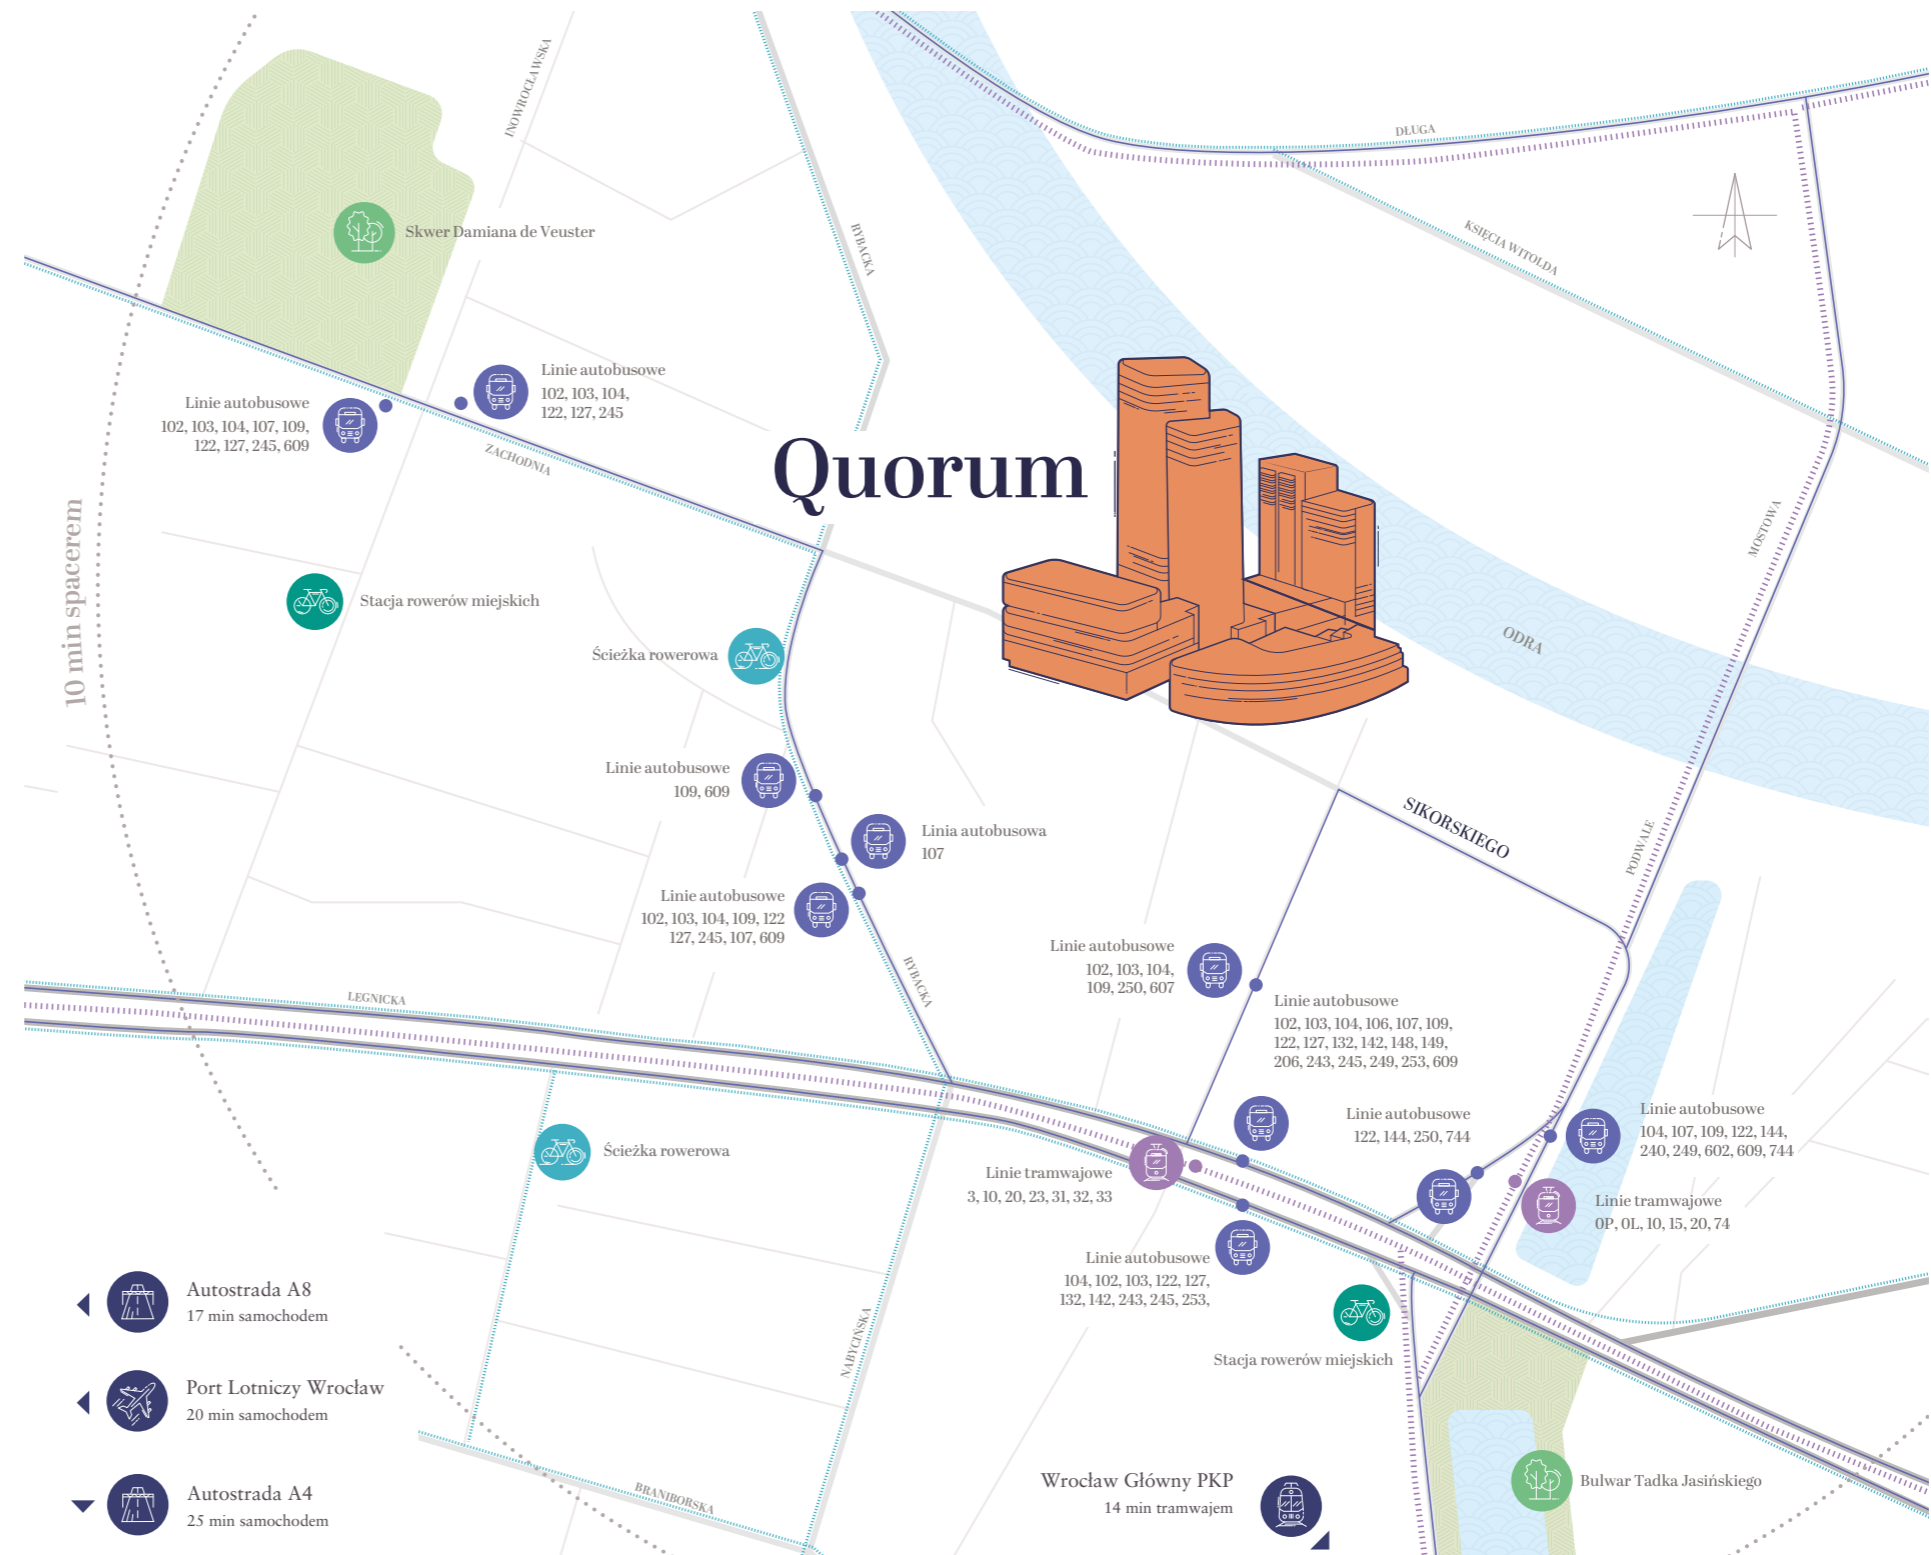 INOWROCŁAWSKA
RYBACKA
DŁUGA
KSIĘCIA WITOLDA
Skwer Damiana de Veuster
Linie autobusowe
102, 103, 104,
122, 127, 245
Linie autobusowe
102, 103, 104, 107, 109,
122, 127, 245, 609
ZACHODNIA
Quorum
10 min spacerem
MOSTOWA
Stacja rowerów miejskich
Ścieżka rowerowa
ODRA
Linie autobusowe
109, 609
Linia autobusowa
107
SIKORSKIEGO
PODWALE
Linie autobusowe
102, 103, 104, 109, 122
127, 245, 107, 609
RYBACKA
Linie autobusowe
102, 103, 104,
109, 250, 607
LEGNICKA
Linie autobusowe
102, 103, 104, 106, 107, 109,
122, 127, 132, 142, 148, 149,
206, 243, 245, 249, 253, 609
Linie autobusowe
122, 144, 250, 744
Linie autobusowe
104, 107, 109, 122, 144,
240, 249, 602, 609, 744
Ścieżka rowerowa
Linie tramwajowe
3, 10, 20, 23, 31, 32, 33
Linie tramwajowe
0P, 0L, 10, 15, 20, 74
Linie autobusowe
104, 102, 103, 122, 127,
132, 142, 243, 245, 253,
NABYCIŃSKA
Stacja rowerów miejskich
Autostrada A8
17 min samochodem
Port Lotniczy Wrocław
20 min samochodem
Autostrada A4
25 min samochodem
BRANIBORSKA
Wrocław Główny PKP
14 min tramwajem
Bulwar Tadka Jasińskiego